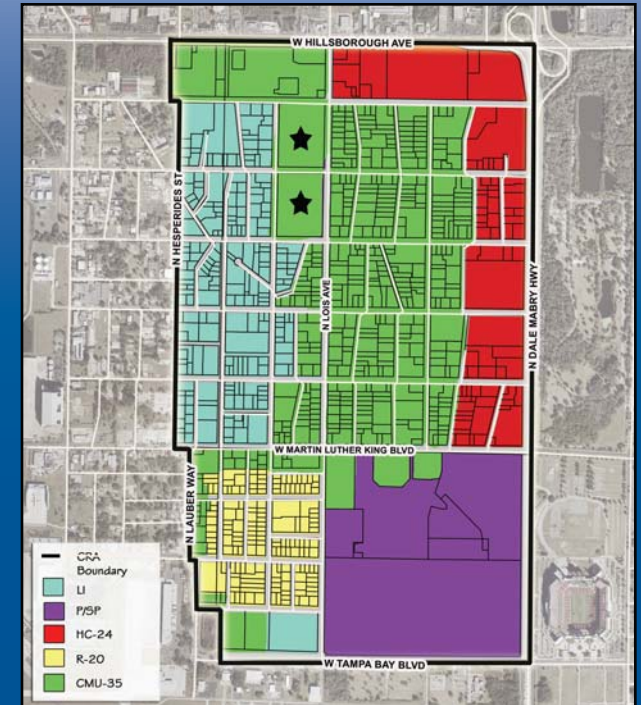 W HILLSBOROUGH AVE
N HESPERIDES ST
N LOIS AVE
N DALE MABRY HWY
W MARTIN LUTHER KING BLVD
N LAUBER WAY
W TAMPA BAY BLVD
CRA
Boundary
LI
P/SP
HC-24
R-20
CMU-35